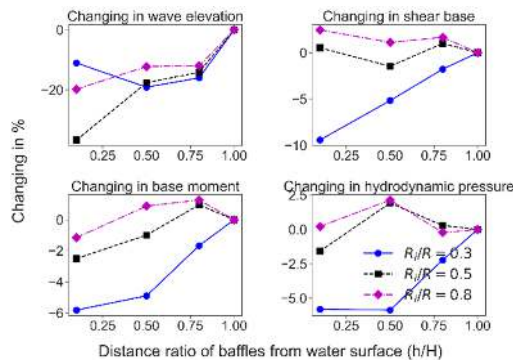 Changing in wave elevation
Changing in shear base
0
−20
0.25 0.50 0.75 1.00
0
−5
−10
0.25 0.50 0.75 1.00
Changing in %
Changing in base moment
Changing in hydrodynamic pressure
0
−2
−4
−6
0.25 0.50 0.75 1.00
2.5
0.0
−2.5
−5.0
0.25 0.50 0.75 1.00
Ri/R = 0.3
Ri/R = 0.5
Ri/R = 0.8
Distance ratio of baffles from water surface (h/H)